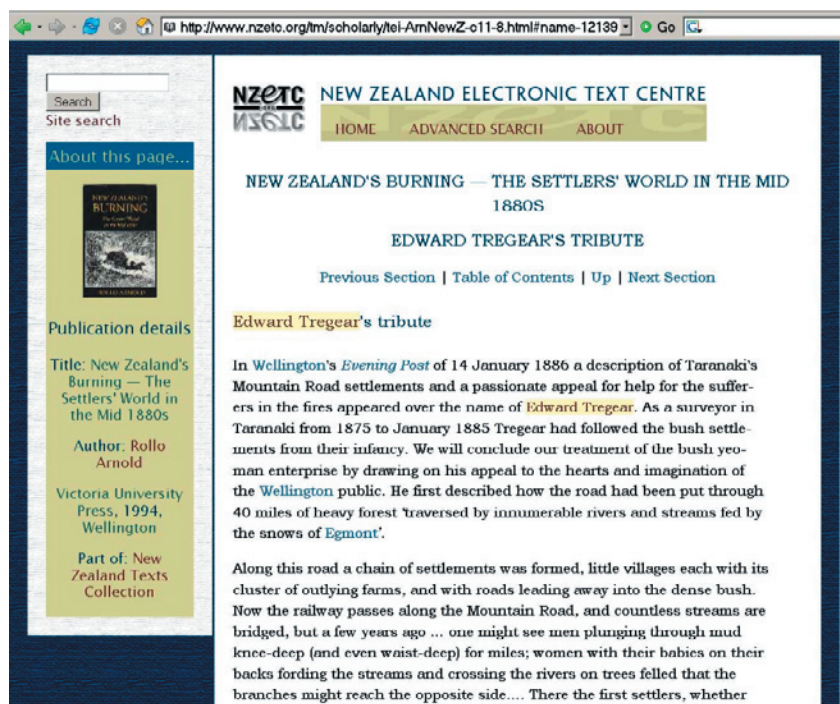 http://www.nzetc.org/tm/scholarly/tei-ArnNewZ-c11-8.html#name-12139
Go
Search
Site search
About this page...
NEW ZEALAND'S
BURNING
ROLLO ARNOLD
Publication details
Title: New Zealand's
Burning — The
Settlers' World in
the Mid 1880s
Author: Rollo
Arnold
Victoria University
Press, 1994,
Wellington
Part of: New
Zealand Texts
Collection
NZETC
NEW ZEALAND ELECTRONIC TEXT CENTRE
HOME ADVANCED SEARCH ABOUT
NEW ZEALAND'S BURNING — THE SETTLERS' WORLD IN THE MID
1880S
EDWARD TREGEAR'S TRIBUTE
Previous Section | Table of Contents | Up | Next Section
Edward Tregear's tribute
In Wellington's Evening Post of 14 January 1886 a description of Taranaki's
Mountain Road settlements and a passionate appeal for help for the suffer-
ers in the fires appeared over the name of Edward Tregear. As a surveyor in
Taranaki from 1875 to January 1885 Tregear had followed the bush settle-
ments from their infancy. We will conclude our treatment of the bush yeo-
man enterprise by drawing on his appeal to the hearts and imagination of
the Wellington public. He first described how the road had been put through
40 miles of heavy forest 'traversed by innumerable rivers and streams fed by
the snows of Egmont'.
Along this road a chain of settlements was formed, little villages each with its
cluster of outlying farms, and with roads leading away into the dense bush.
Now the railway passes along the Mountain Road, and countless streams are
bridged, but a few years ago ... one might see men plunging through mud
knee-deep (and even waist-deep) for miles; women with their babies on their
backs fording the streams and crossing the rivers on trees felled that the
branches might reach the opposite side.... There the first settlers, whether